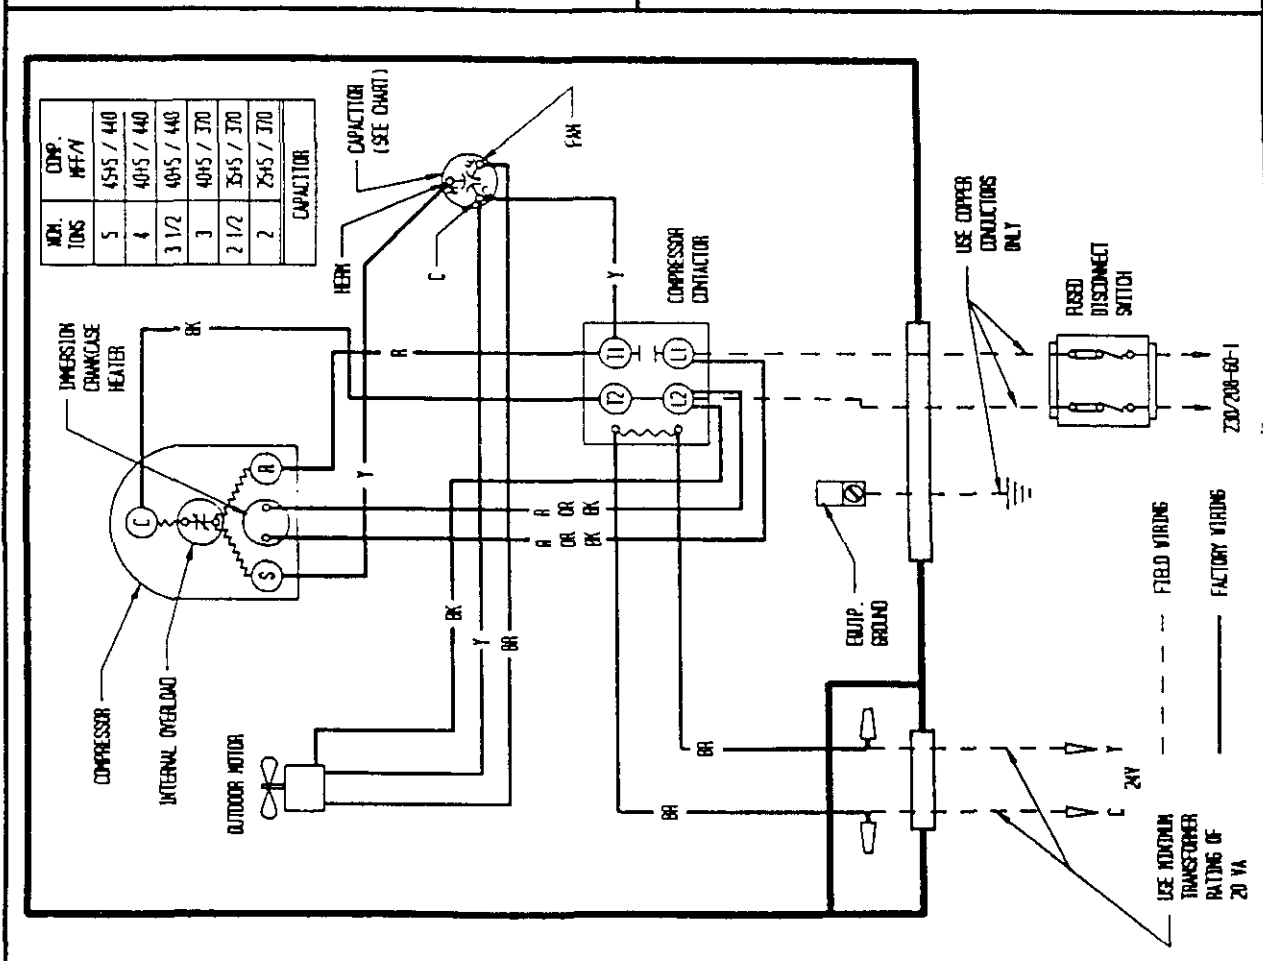 NOM. TONS
COMP. MFF/V
5
45+5 / 440
4
40+5 / 440
3 1/2
40+5 / 440
3
40+5 / 370
2 1/2
35+5 / 370
2
25+5 / 370
CAPACITOR
IMMERSION
CRANKCASE
HEATER
CAPACITOR
(SEE CHART)
HERM
C
FAN
BK
R
Y
C
R
S
COMPRESSOR
INTERNAL OVERLOAD
OUTDOOR MOTOR
BK
Y
BR
R OR BK
R OR BK
Y
COMPRESSOR
CONTACTOR
T1
L1
T2
L2
BR
BR
EQUIP.
GROUND
USE COPPER
CONDUCTORS
ONLY
FUSED
DISCONNECT
SWITCH
230/208-60-1
FIELD WIRING
FACTORY WIRING
Y
24V
C
USE MINIMUM
TRANSFORMER
RATING OF
20 VA